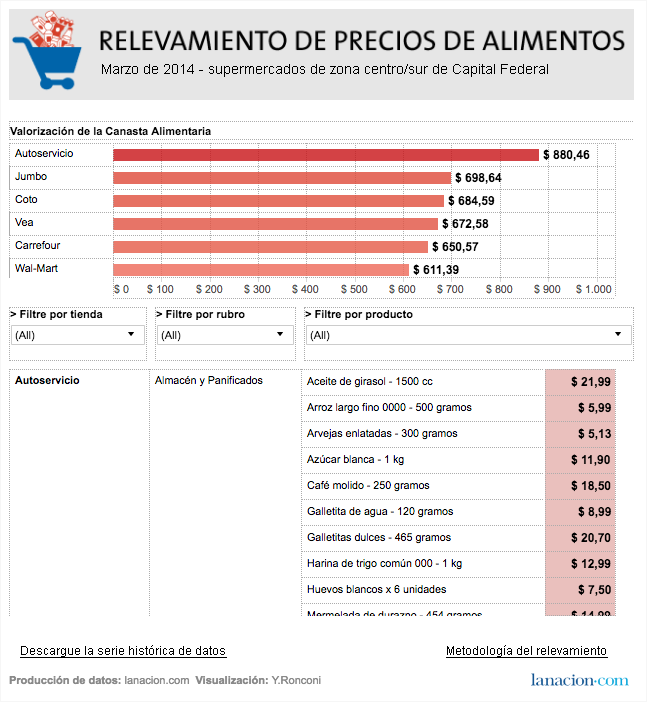 RELEVAMIENTO DE PRECIOS DE ALIMENTOS
Marzo de 2014 - supermercados de zona centro/sur de Capital Federal
Valorización de la Canasta Alimentaria
Autoservicio $ 880,46
Jumbo $ 698,64
Coto $ 684,59
Vea $ 672,58
Carrefour $ 650,57
Wal-Mart $ 611,39
$ 0 $ 100 $ 200 $ 300 $ 400 $ 500 $ 600 $ 700 $ 800 $ 900 $ 1.000
> Filtre por tienda > Filtre por rubro > Filtre por producto
(All) (All) (All)
Autoservicio Almacén y Panificados Aceite de girasol - 1500 cc $ 21,99
Arroz largo fino 0000 - 500 gramos $ 5,99
Arvejas enlatadas - 300 gramos $ 5,13
Azúcar blanca - 1 kg $ 11,90
Café molido - 250 gramos $ 18,50
Galletita de agua - 120 gramos $ 8,99
Galletitas dulces - 465 gramos $ 20,70
Harina de trigo común 000 - 1 kg $ 12,99
Huevos blancos x 6 unidades $ 7,50
Mermelada de durazno - 454 gramos $ 14,99
Descargue la serie histórica de datos Metodología del relevamiento
Producción de datos: lanacion.com Visualización: Y.Ronconi lanacion.com